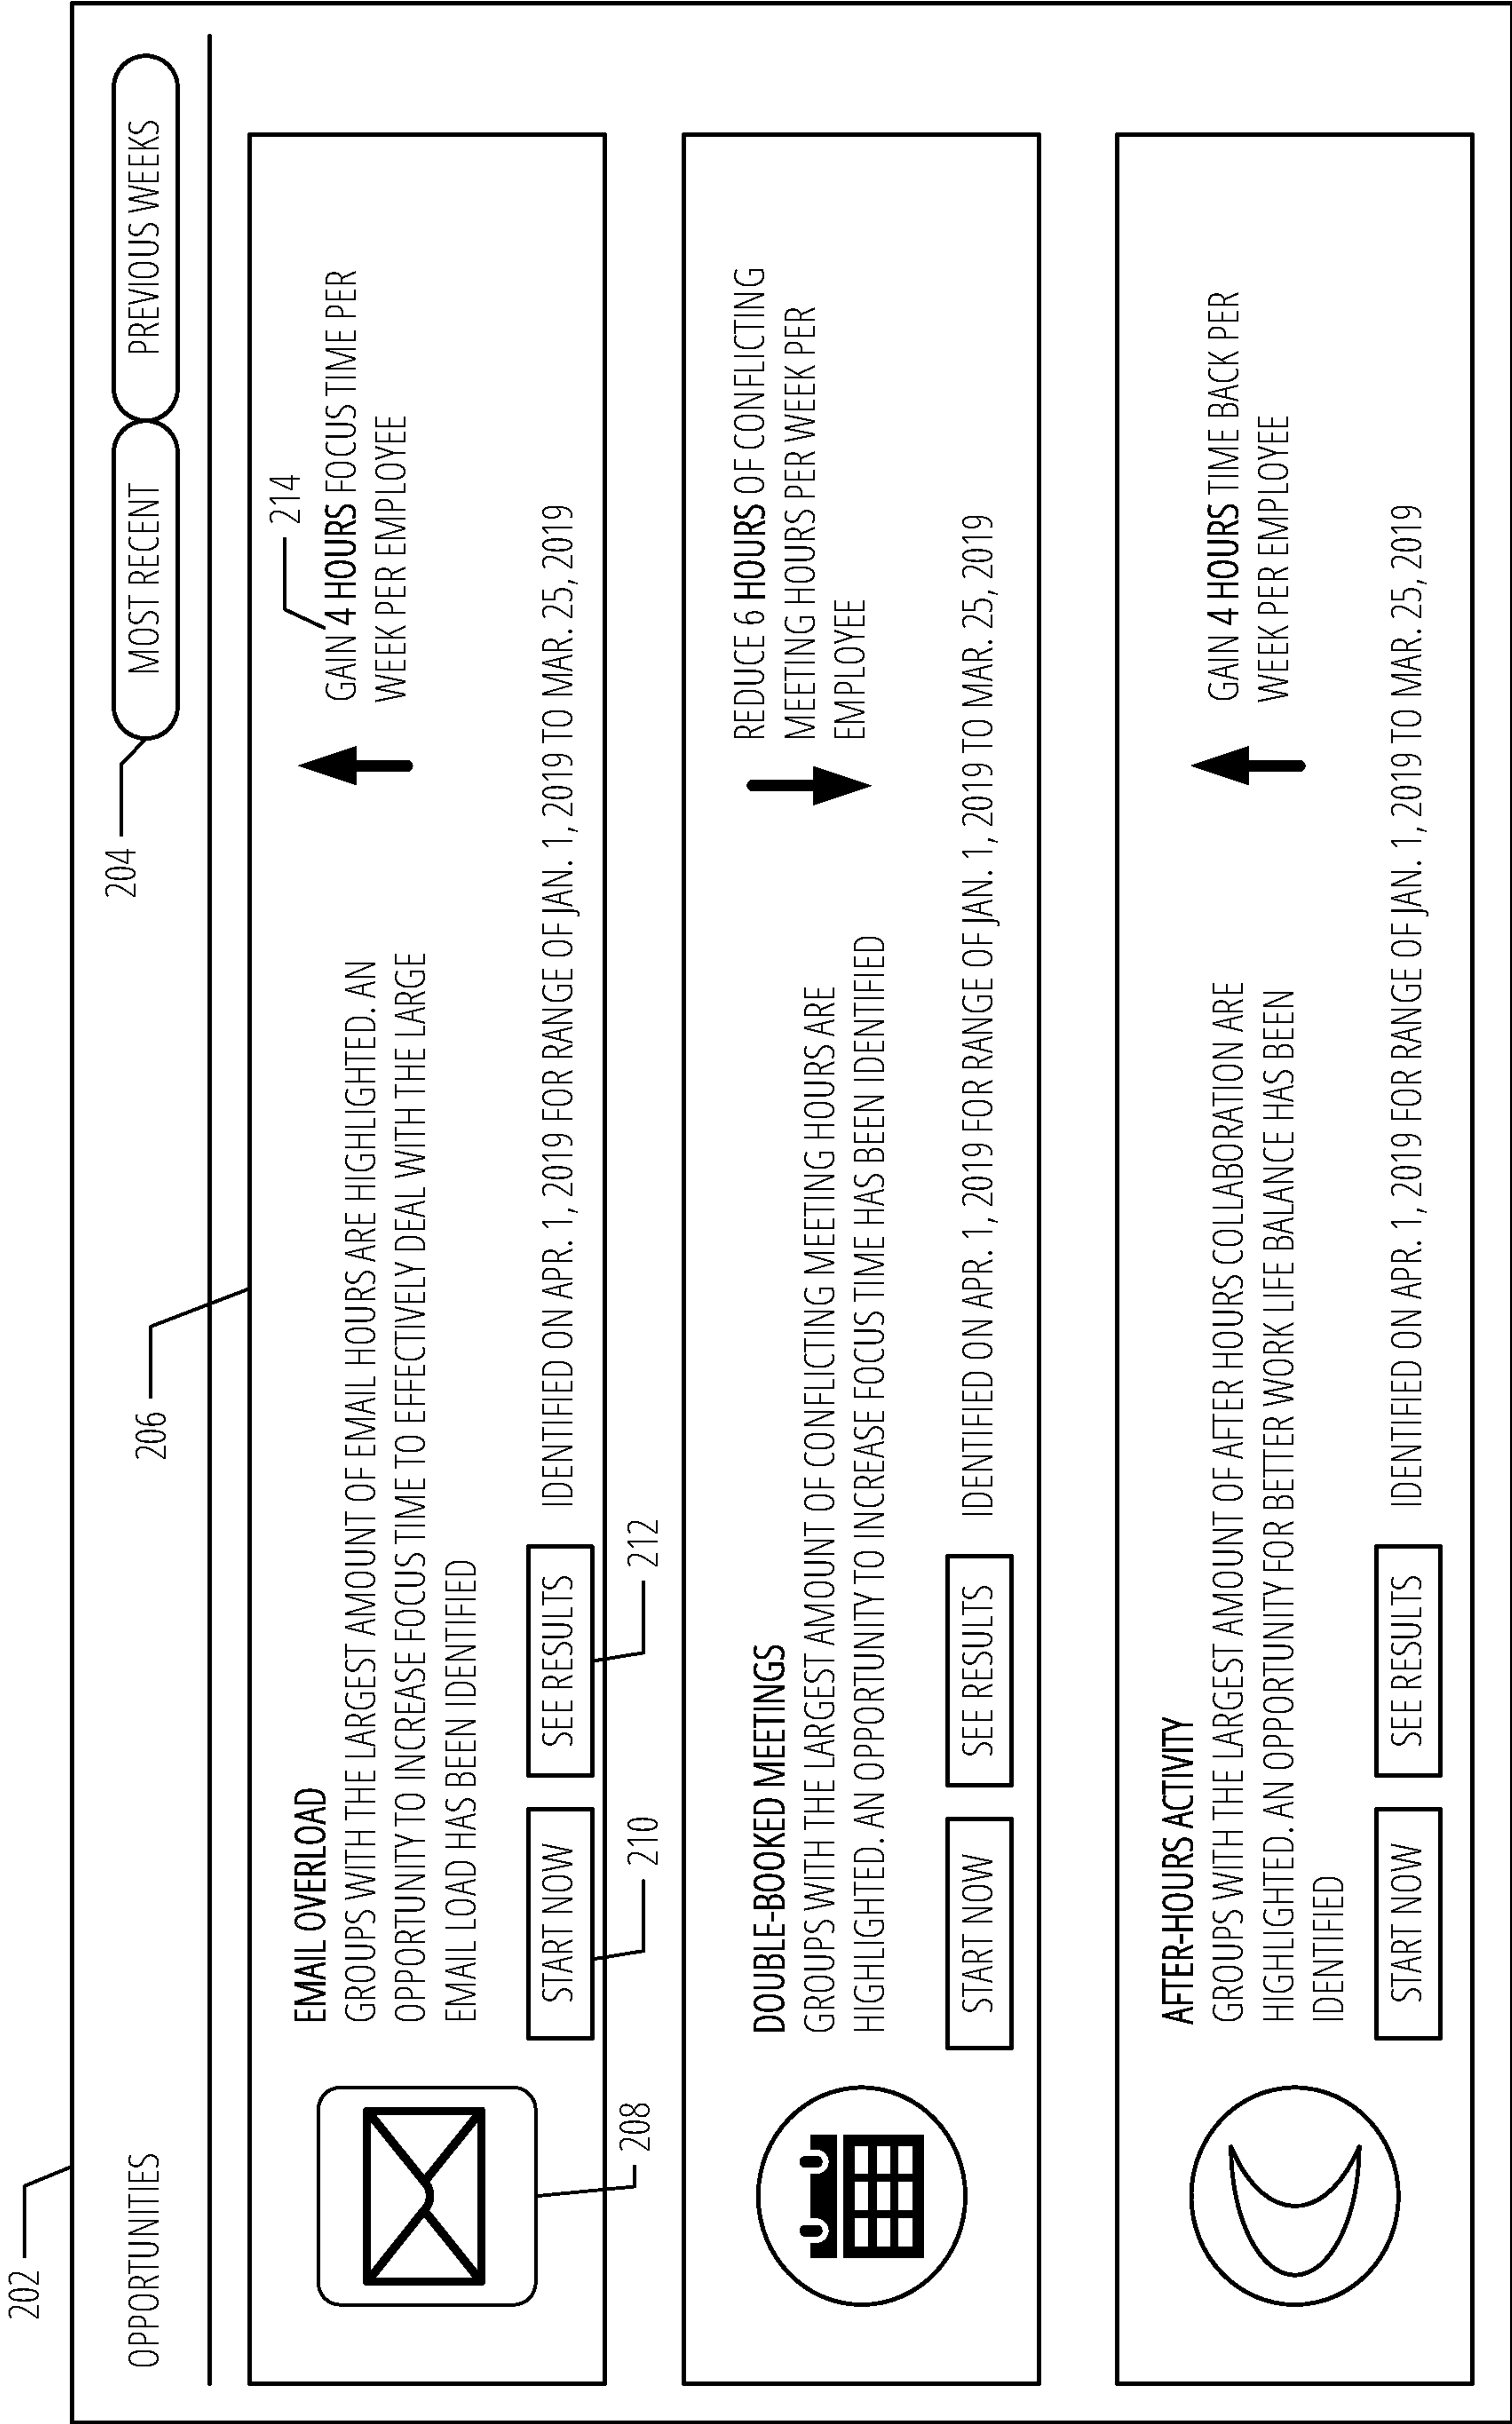 202
OPPORTUNITIES
204
MOST RECENT
PREVIOUS WEEKS
206
EMAIL OVERLOAD
GROUPS WITH THE LARGEST AMOUNT OF EMAIL HOURS ARE HIGHLIGHTED. AN
OPPORTUNITY TO INCREASE FOCUS TIME TO EFFECTIVELY DEAL WITH THE LARGE
EMAIL LOAD HAS BEEN IDENTIFIED
214
GAIN 4 HOURS FOCUS TIME PER
WEEK PER EMPLOYEE
START NOW
SEE RESULTS
IDENTIFIED ON APR. 1, 2019 FOR RANGE OF JAN. 1, 2019 TO MAR. 25, 2019
208
210
212
DOUBLE-BOOKED MEETINGS
GROUPS WITH THE LARGEST AMOUNT OF CONFLICTING MEETING HOURS ARE
HIGHLIGHTED. AN OPPORTUNITY TO INCREASE FOCUS TIME HAS BEEN IDENTIFIED
REDUCE 6 HOURS OF CONFLICTING
MEETING HOURS PER WEEK PER
EMPLOYEE
START NOW
SEE RESULTS
IDENTIFIED ON APR. 1, 2019 FOR RANGE OF JAN. 1, 2019 TO MAR. 25, 2019
AFTER-HOURS ACTIVITY
GROUPS WITH THE LARGEST AMOUNT OF AFTER HOURS COLLABORATION ARE
HIGHLIGHTED. AN OPPORTUNITY FOR BETTER WORK LIFE BALANCE HAS BEEN
IDENTIFIED
GAIN 4 HOURS TIME BACK PER
WEEK PER EMPLOYEE
START NOW
SEE RESULTS
IDENTIFIED ON APR. 1, 2019 FOR RANGE OF JAN. 1, 2019 TO MAR. 25, 2019